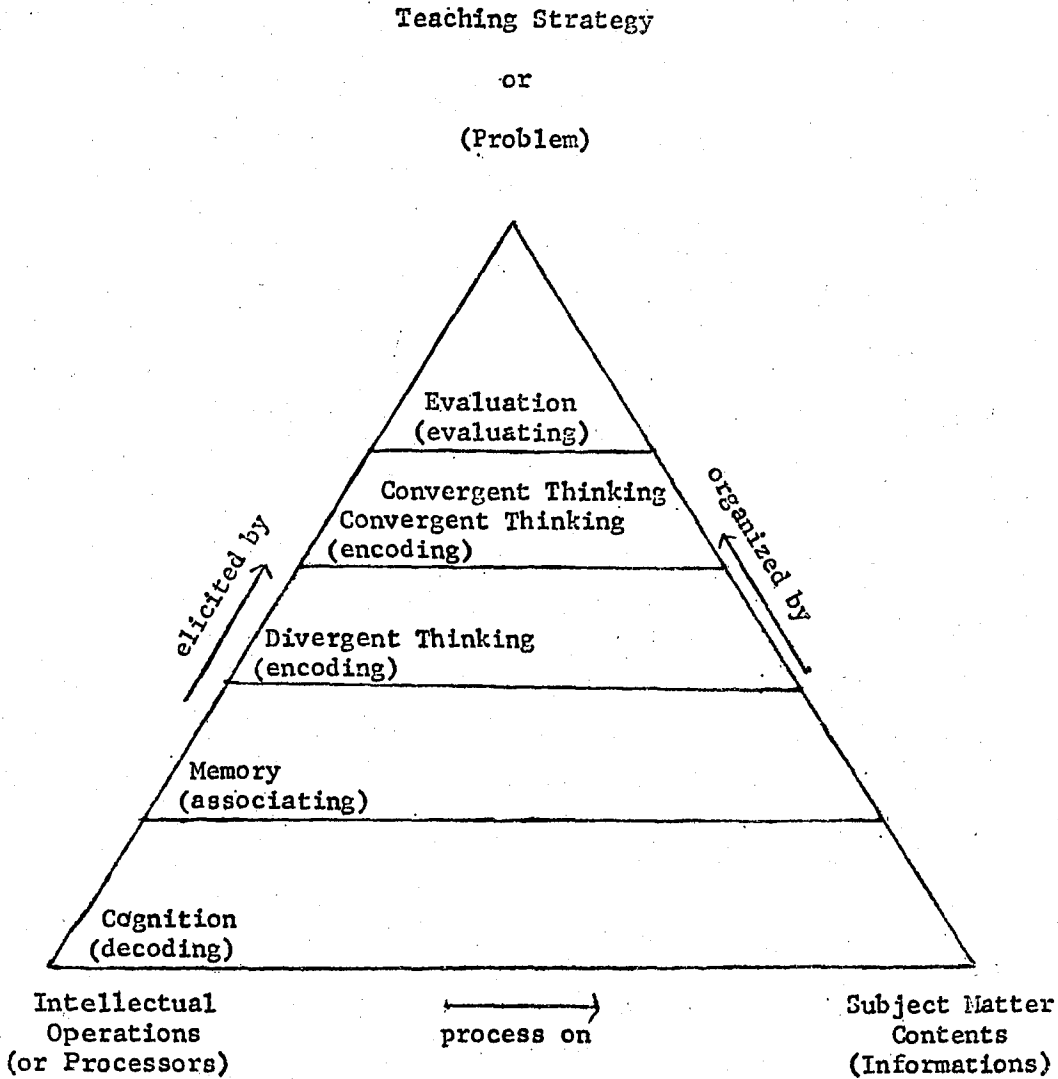 Teaching Strategy
or
(Problem)
Evaluation
(evaluating)
Convergent Thinking
Convergent Thinking
(encoding)
elicited by
organized by
Divergent Thinking
(encoding)
Memory
(associating)
Cognition
(decoding)
Intellectual
Operations
(or Processors)
process on
Subject Matter
Contents
(Informations)